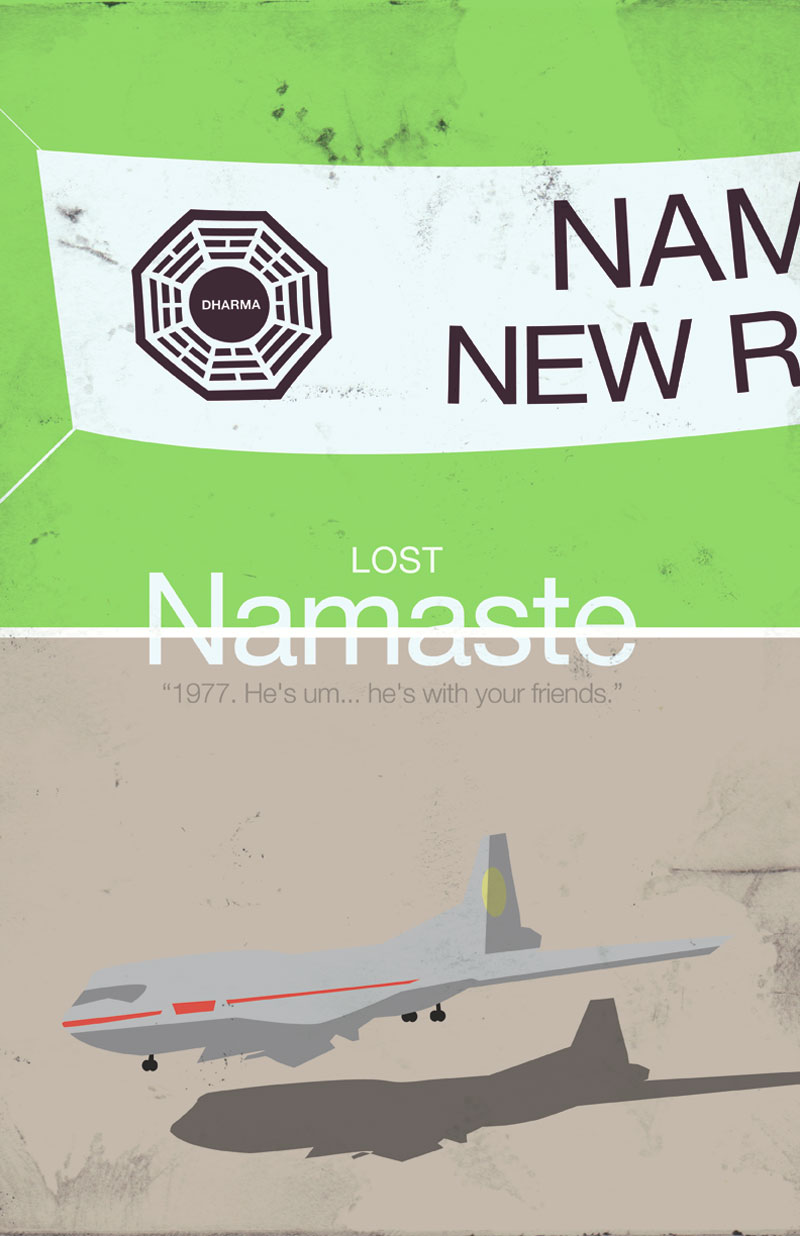 DHARMA
NAM
NEW R
LOST
Namaste
“1977. He's um... he's with your friends.”